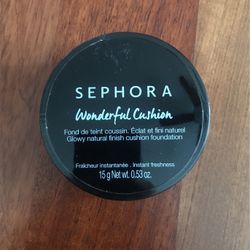 SEPHORA
Wonderful Cushion
Fond de teint coussin. Éclat et fini naturel
Glowy natural finish cushion foundation
Fraîcheur instantanée . Instant freshness
15 g Net wt. 0.53 oz.